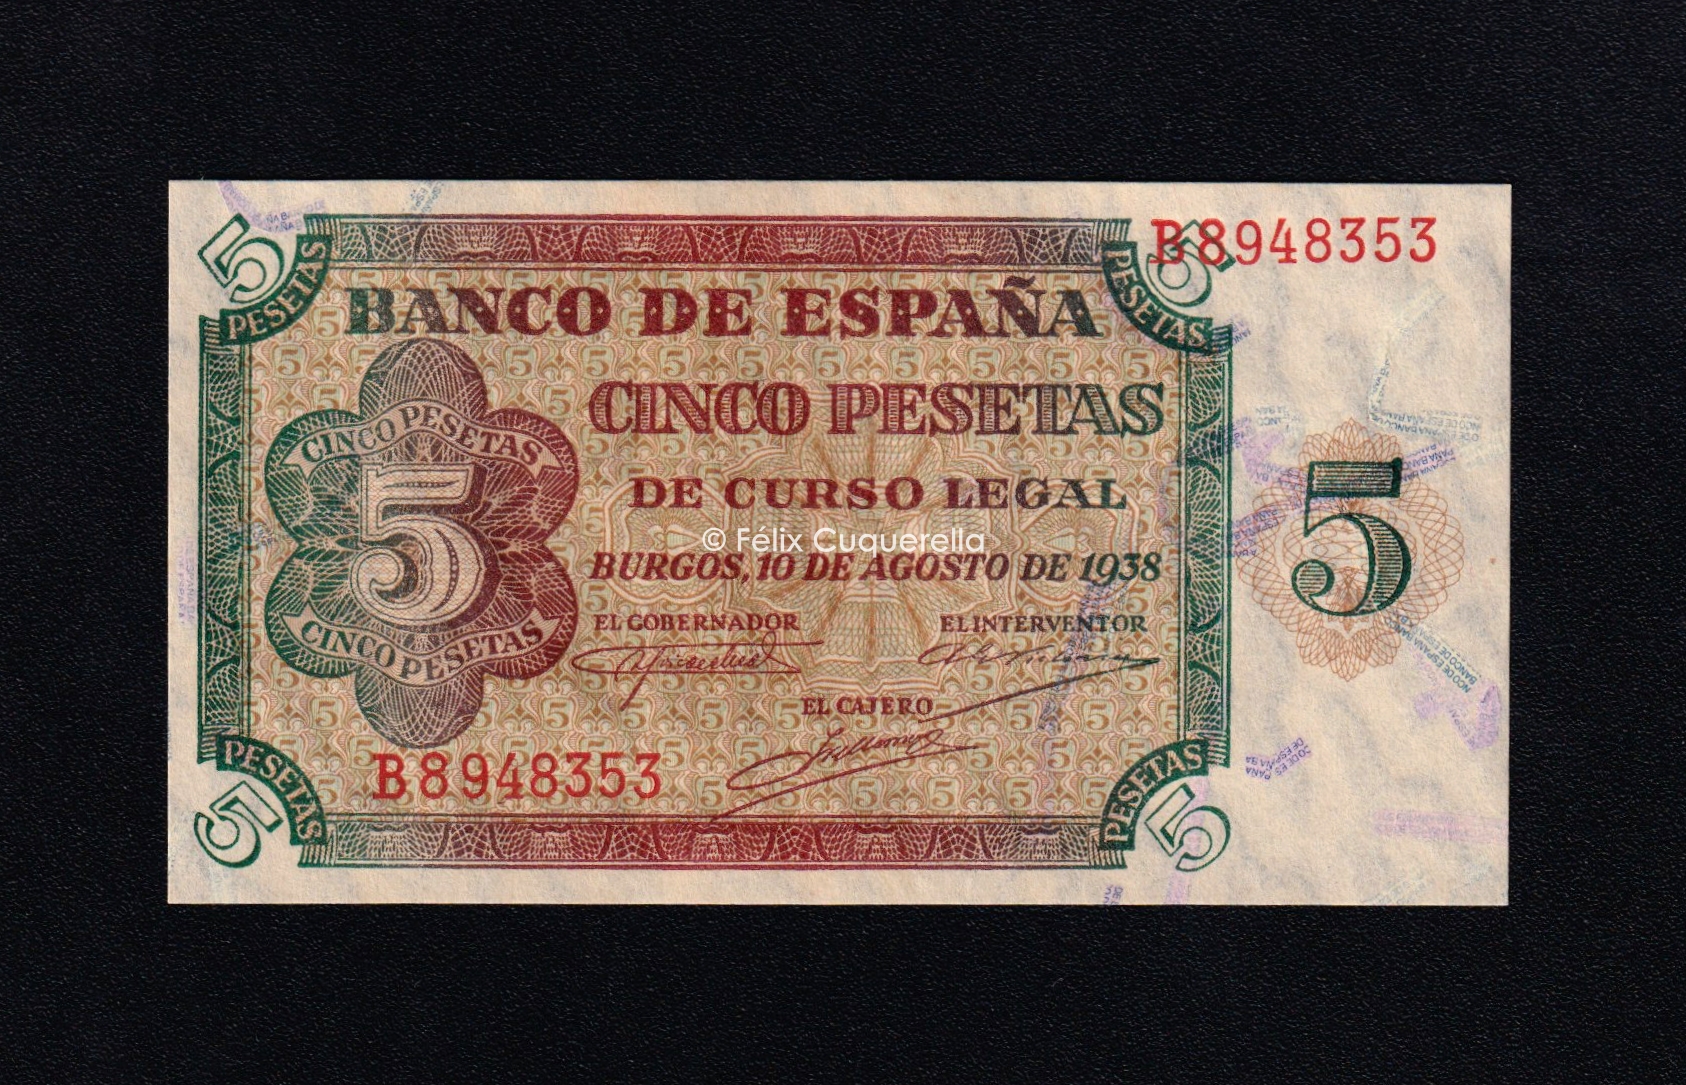 5
PESETAS
5
PESETAS
B8948353
BANCO DE ESPAÑA
CINCO PESETAS
DE CURSO LEGAL
© Félix Cuquerella
BURGOS, 10 DE AGOSTO DE 1938
CINCO PESETAS
5
CINCO PESETAS
5
EL GOBERNADOR
EL INTERVENTOR
EL CAJERO
B8948353
PESETAS
5
PESETAS
5